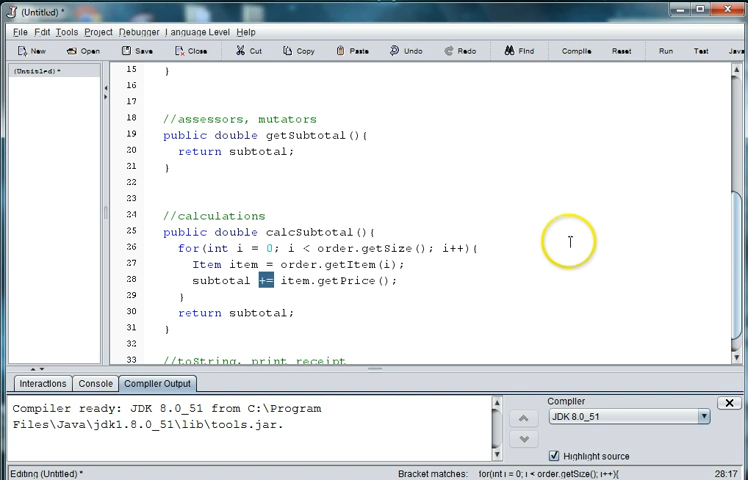 (Untitled) *
File Edit Tools Project Debugger Language Level Help
New Open Save Close Cut Copy Paste Undo Redo Find Compile Reset Run Test Java
(Untitled)*
15 }
16
17
18 //assessors, mutators
19 public double getSubtotal(){
20 return subtotal;
21 }
22
23
24 //calculations
25 public double calcSubtotal(){
26 for(int i = 0; i < order.getSize(); i++){
27 Item item = order.getItem(i);
28 subtotal += item.getPrice();
29 }
30 return subtotal;
31 }
32
33 //toString, print receipt
Interactions Console Compiler Output
Compiler ready: JDK 8.0_51 from C:\Program
Files\Java\jdk1.8.0_51\lib\tools.jar.
Compiler
JDK 8.0_51
Highlight source
Editing (Untitled) * Bracket matches: for(int i = 0; i < order.getSize(); i++){ 28:17